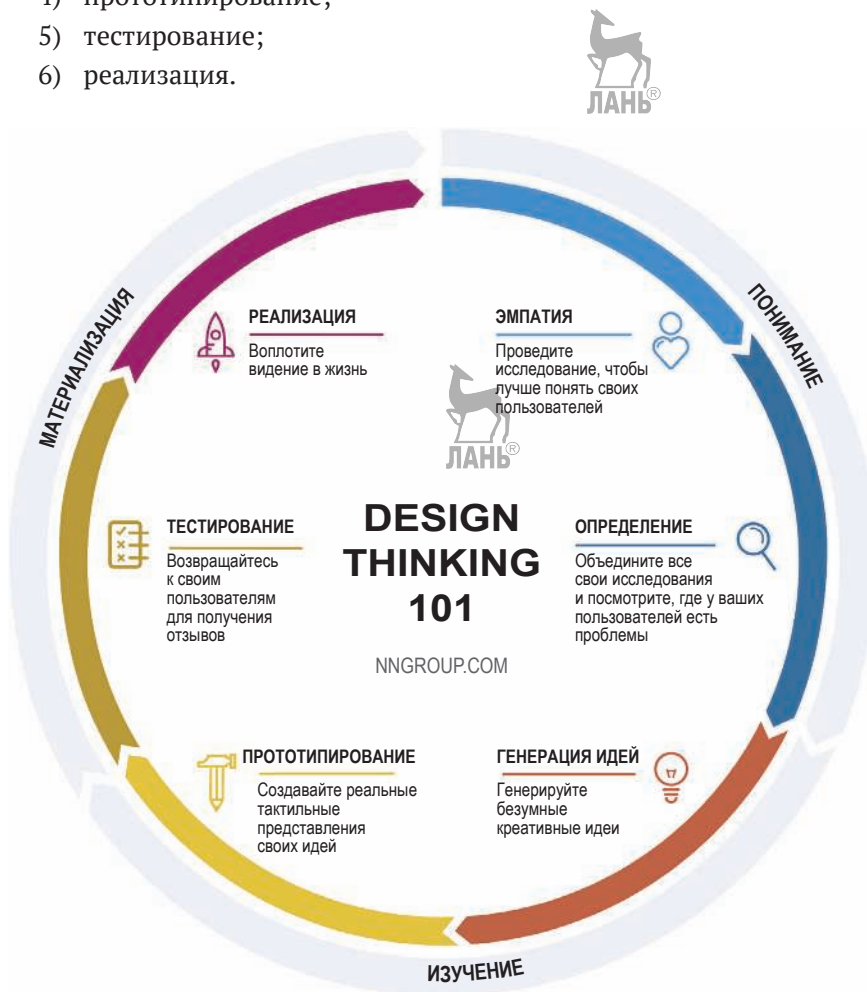 4) прототипирование;
5) тестирование;
6) реализация.
ЛАНЬ®
МАТЕРИАЛИЗАЦИЯ
ПОНИМАНИЕ
РЕАЛИЗАЦИЯ
Воплотите
видение в жизнь
ЭМПАТИЯ
Проведите
исследование, чтобы
лучше понять своих
пользователей
ЛАНЬ®
ТЕСТИРОВАНИЕ
Возвращайтесь
к своим
пользователям
для получения
отзывов
DESIGN
THINKING
101
NNGROUP.COM
ОПРЕДЕЛЕНИЕ
Объедините все
свои исследования
и посмотрите, где у ваших
пользователей есть
проблемы
ПРОТОТИПИРОВАНИЕ
Создавайте реальные
тактильные
представления
своих идей
ГЕНЕРАЦИЯ ИДЕЙ
Генерируйте
безумные
креативные идеи
ИЗУЧЕНИЕ